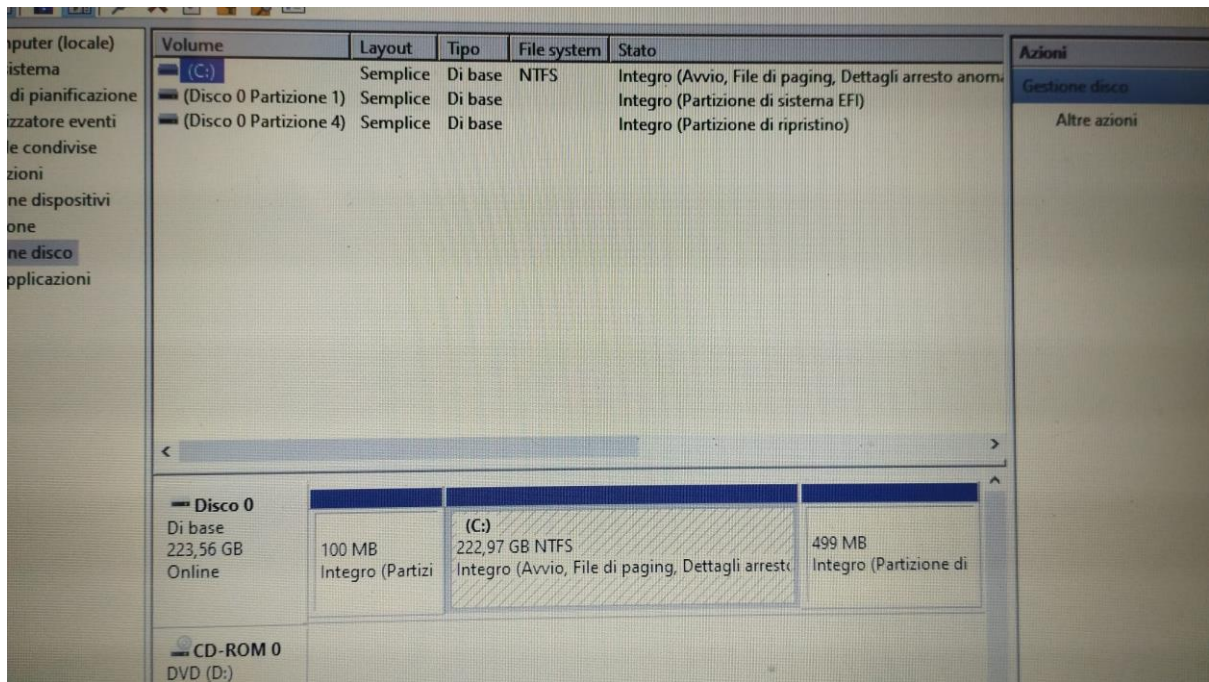 puter (locale)
istema
di pianificazione
izzatore eventi
le condivise
zioni
ne dispositivi
one
ne disco
pplicazioni
Volume Layout Tipo File system Stato
(C:) Semplice Di base NTFS Integro (Avvio, File di paging, Dettagli arresto anoma
(Disco 0 Partizione 1) Semplice Di base Integro (Partizione di sistema EFI)
(Disco 0 Partizione 4) Semplice Di base Integro (Partizione di ripristino)
Azioni
Gestione disco
Altre azioni
Disco 0
Di base
223,56 GB
Online
100 MB
Integro (Partizi
(C:)
222,97 GB NTFS
Integro (Avvio, File di paging, Dettagli arresto
499 MB
Integro (Partizione di
CD-ROM 0
DVD (D:)